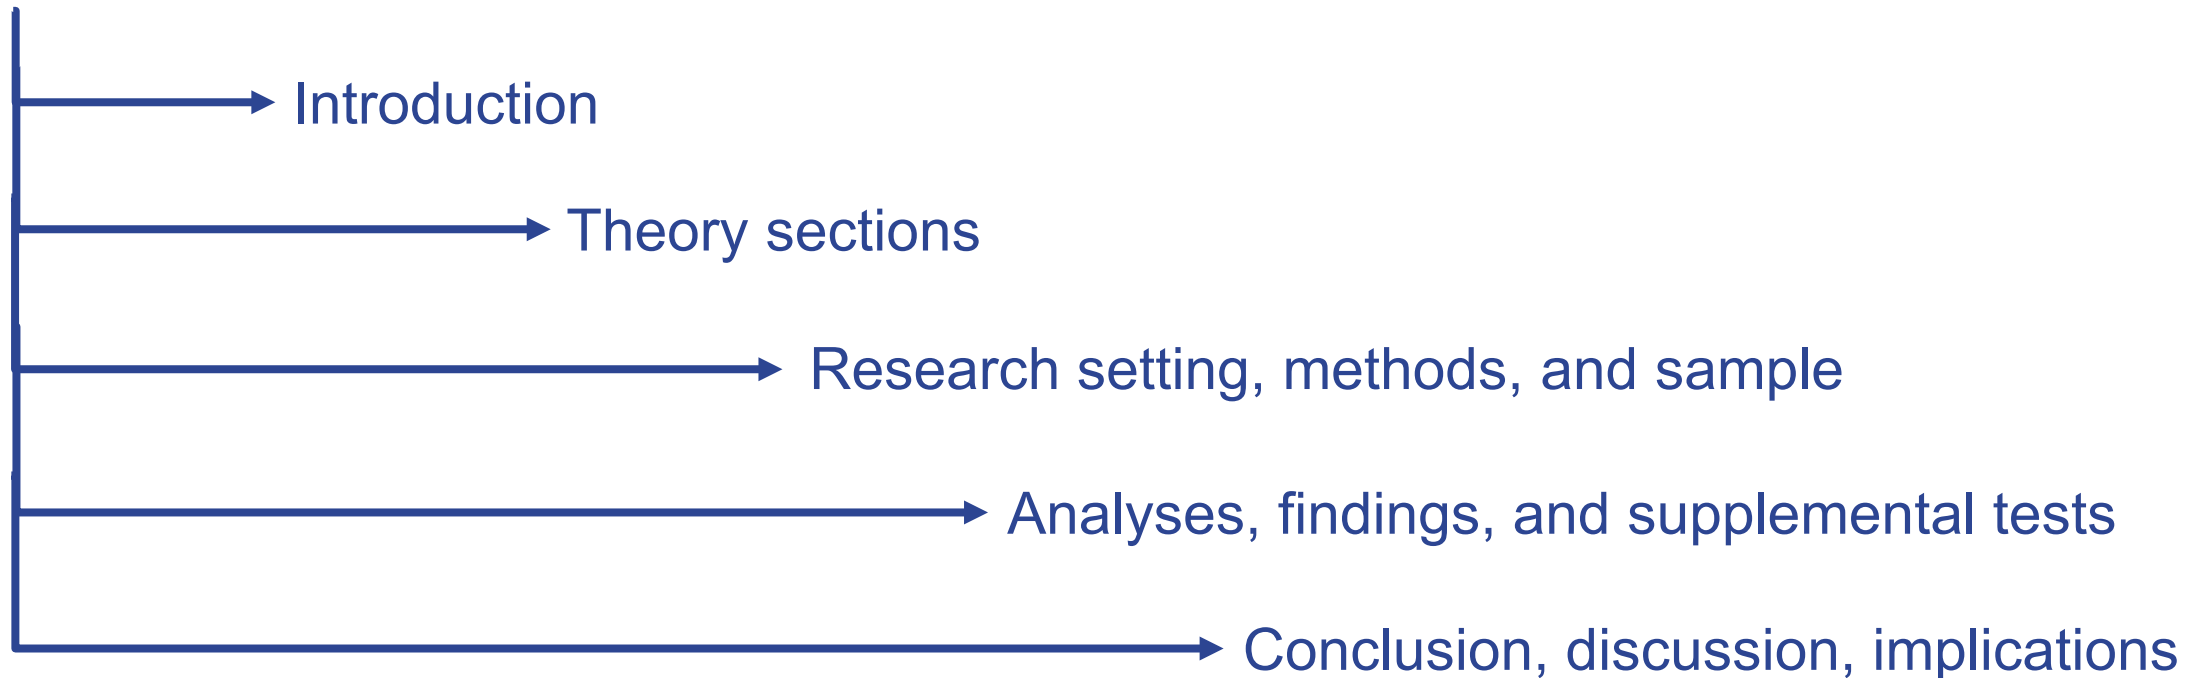 Introduction
Theory sections
Research setting, methods, and sample
Analyses, findings, and supplemental tests
Conclusion, discussion, implications